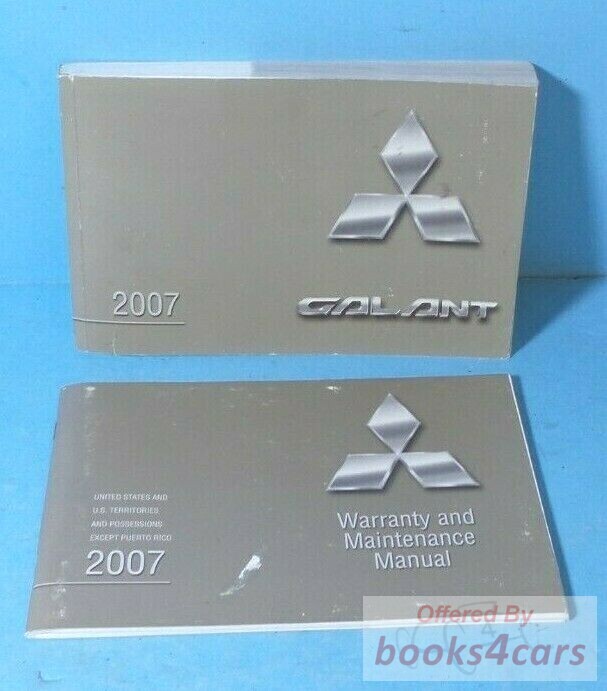 2007
GALANT
UNITED STATES AND
U.S. TERRITORIES
AND POSSESSIONS
EXCEPT PUERTO RICO
2007
Warranty and
Maintenance
Manual
Offered By
books4cars